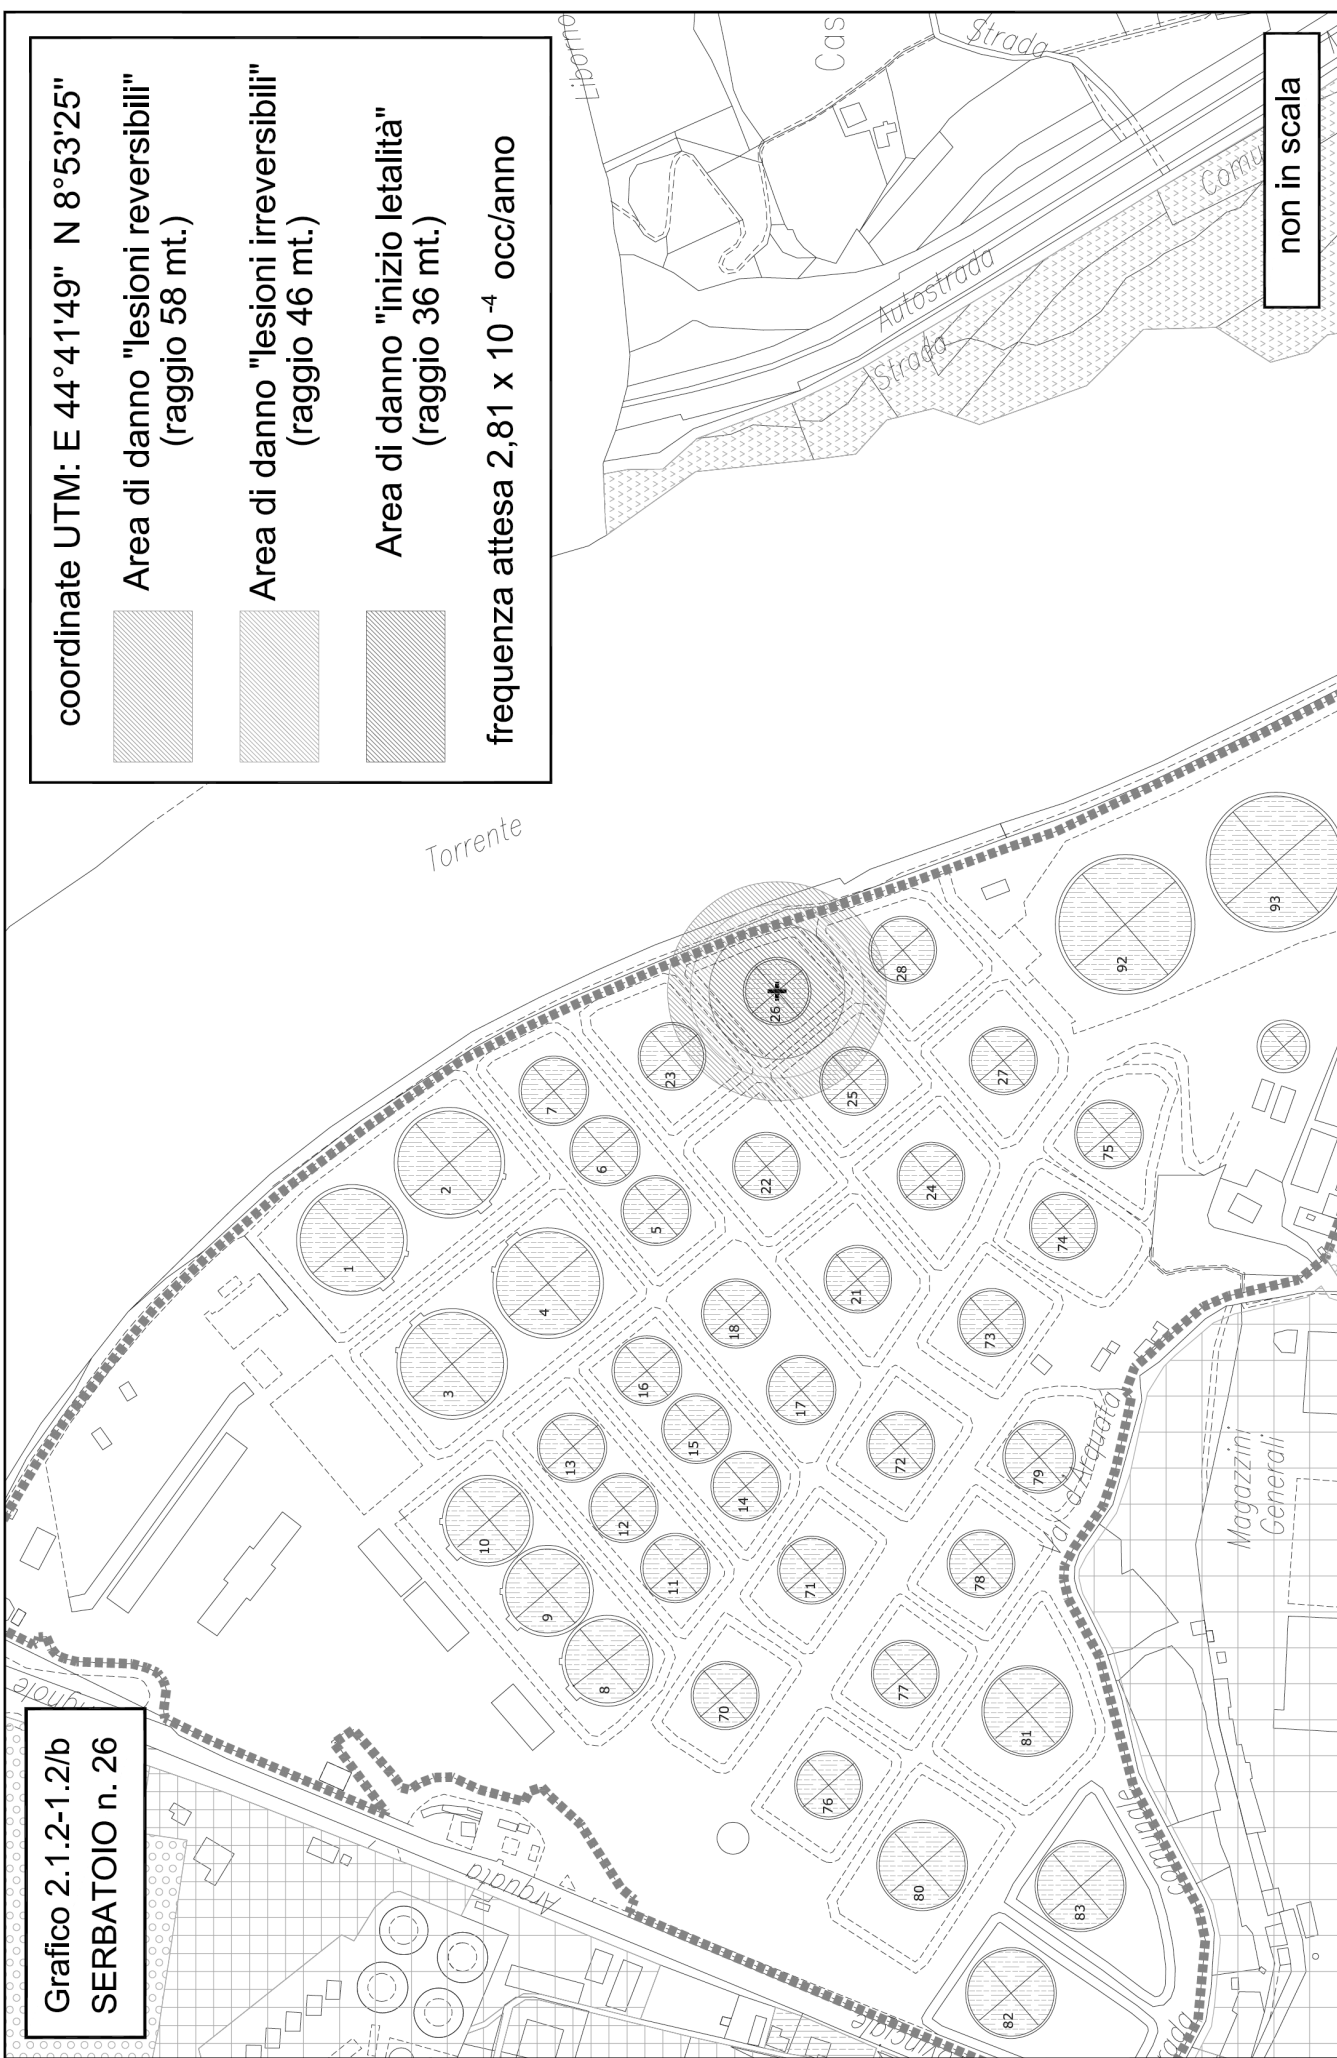 Grafico 2.1.2-1.2/b
SERBATOIO n. 26
coordinate UTM: E 44°41'49" N 8°53'25"
Area di danno "lesioni reversibili"
(raggio 58 mt.)
Area di danno "lesioni irreversibili"
(raggio 46 mt.)
Area di danno "inizio letalità"
(raggio 36 mt.)
frequenza attesa 2,81 x 10 -4 occ/anno
non in scala
Torrente
Strada
Autostrada
Strada
Magazzini
Generali
Val d'Arquata
Arquata
1
2
3
4
5
6
7
8
9
10
11
12
13
14
15
16
17
18
21
22
23
24
25
26
27
28
70
71
72
73
74
75
76
77
78
79
80
81
82
83
92
93